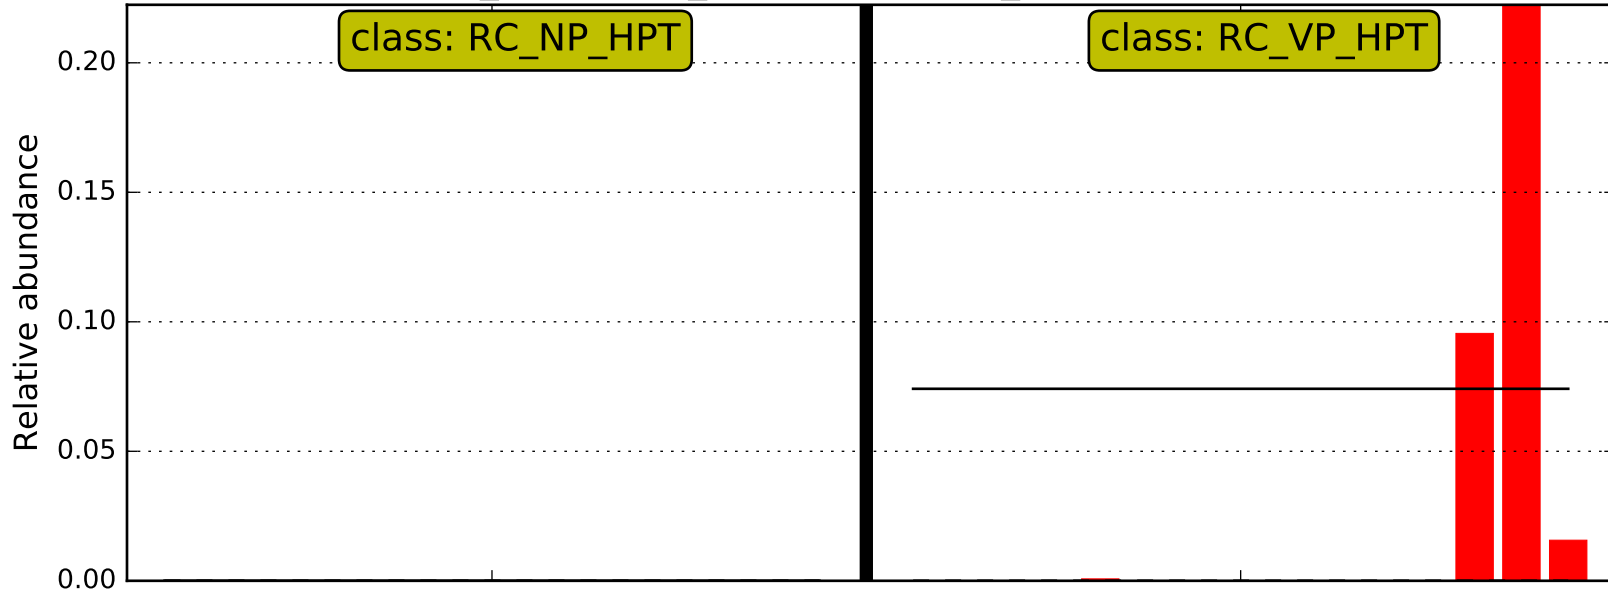 class: RC_NP_HPT
class: RC_VP_HPT
0.20
0.15
0.10
0.05
0.00
Relative abundance